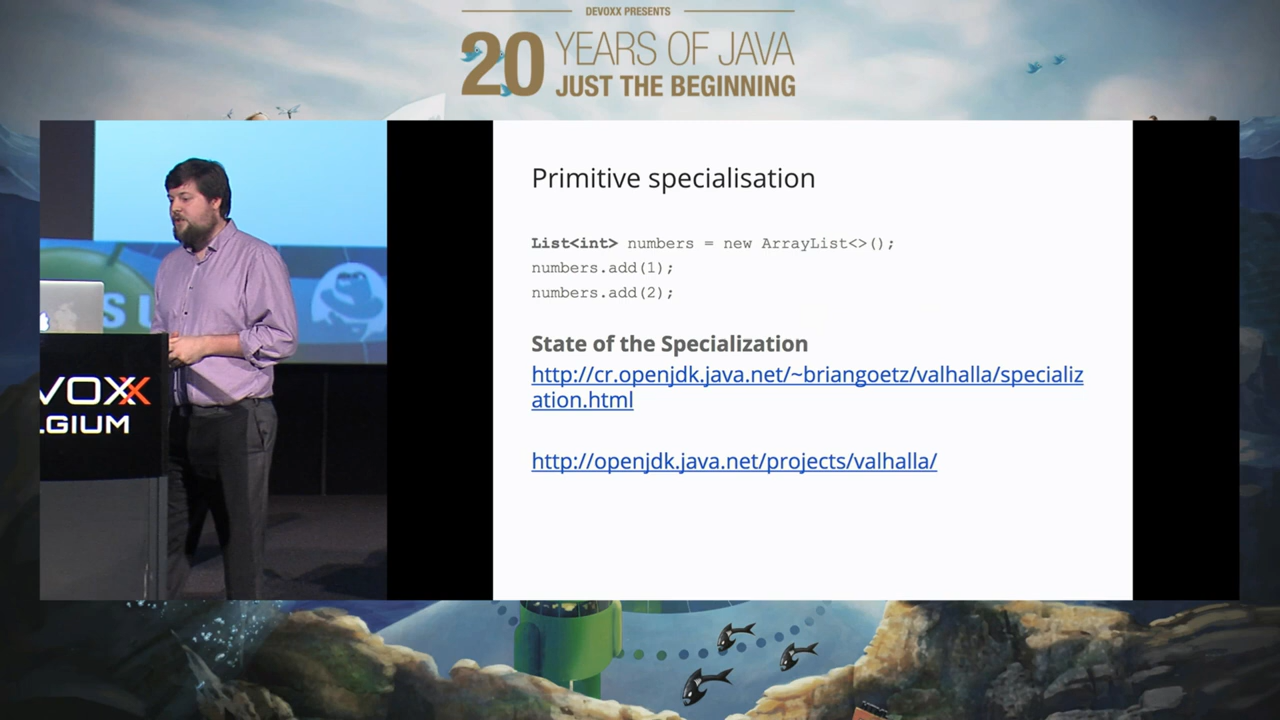 DEVOXX PRESENTS
20 YEARS OF JAVA
JUST THE BEGINNING
Primitive specialisation
List<int> numbers = new ArrayList<>();
numbers.add(1);
numbers.add(2);
State of the Specialization
http://cr.openjdk.java.net/~briangoetz/valhalla/specializ
ation.html
http://openjdk.java.net/projects/valhalla/
SU
VOXX
LGIUM